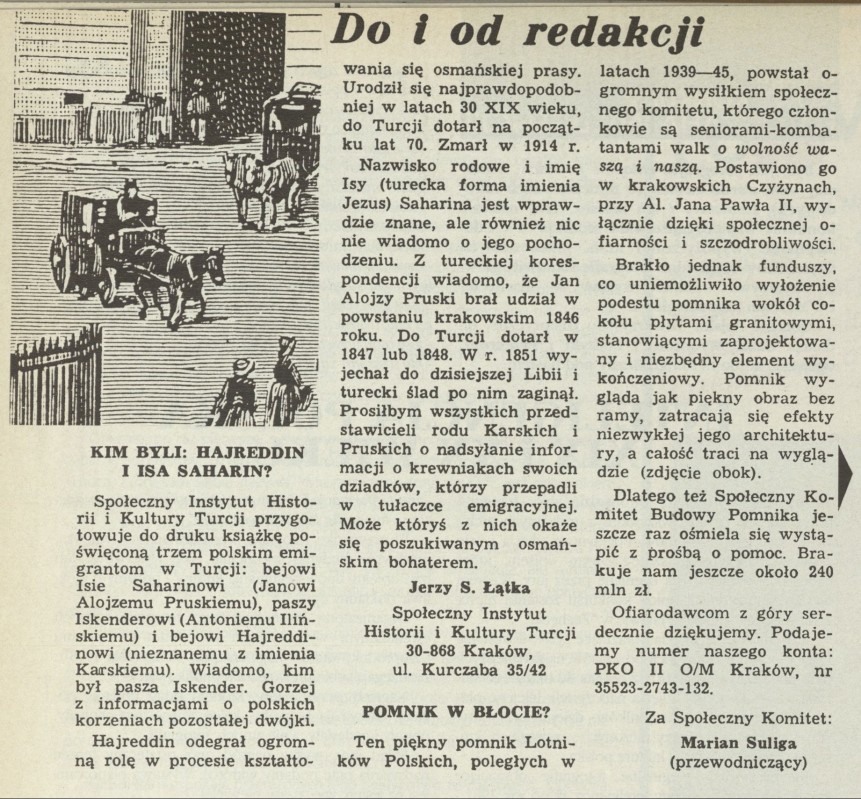 Do i od redakcji
KIM BYLI: HAJREDDIN
I ISA SAHARIN?
Społeczny Instytut Histo-
rii i Kultury Turcji przygo-
towuje do druku książkę po-
święconą trzem polskim emi-
grantom w Turcji: bejowi
Isie Saharinowi (Janowi
Alojzemu Pruskiemu), paszy
Iskenderowi (Antoniemu Iliń-
skiemu) i bejowi Hajreddi-
nowi (nieznanemu z imienia
Karskiemu). Wiadomo, kim
był pasza Iskender. Gorzej
z informacjami o polskich
korzeniach pozostałej dwójki.
Hajreddin odegrał ogrom-
ną rolę w procesie kształto-
wania się osmańskiej prasy.
Urodził się najprawdopodob-
niej w latach 30 XIX wieku,
do Turcji dotarł na począt-
ku lat 70. Zmarł w 1914 r.
Nazwisko rodowe i imię
Isy (turecka forma imienia
Jezus) Saharina jest wpraw-
dzie znane, ale również nic
nie wiadomo o jego pocho-
dzeniu. Z tureckiej kores-
pondencji wiadomo, że Jan
Alojzy Pruski brał udział w
powstaniu krakowskim 1846
roku. Do Turcji dotarł w
1847 lub 1848. W r. 1851 wy-
jechał do dzisiejszej Libii i
turecki ślad po nim zaginął.
Prosiłbym wszystkich przed-
stawicieli rodu Karskich i
Pruskich o nadsyłanie infor-
macji o krewniakach swoich
dziadków, którzy przepadli
w tułaczce emigracyjnej.
Może któryś z nich okaże
się poszukiwanym osmań-
skim bohaterem.
Jerzy S. Łątka
Społeczny Instytut
Historii i Kultury Turcji
30-868 Kraków,
ul. Kurczaba 35/42
POMNIK W BŁOCIE?
Ten piękny pomnik Lotni-
ków Polskich, poległych w
latach 1939—45, powstał o-
gromnym wysiłkiem społecz-
nego komitetu, którego człon-
kowie są seniorami-komba-
tantami walk o wolność wa-
szą i naszą. Postawiono go
w krakowskich Czyżynach,
przy Al. Jana Pawła II, wy-
łącznie dzięki społecznej o-
fiarności i szczodrobliwości.
Brakło jednak funduszy,
co uniemożliwiło wyłożenie
podestu pomnika wokół co-
kołu płytami granitowymi,
stanowiącymi zaprojektowa-
ny i niezbędny element wy-
kończeniowy. Pomnik wy-
gląda jak piękny obraz bez
ramy, zatracają się efekty
niezwykłej jego architektu-
ry, a całość traci na wyglą-
dzie (zdjęcie obok).
Dlatego też Społeczny Ko-
mitet Budowy Pomnika je-
szcze raz ośmiela się wystą-
pić z prośbą o pomoc. Bra-
kuje nam jeszcze około 240
mln zł.
Ofiarodawcom z góry ser-
decznie dziękujemy. Podaje-
my numer naszego konta:
PKO II O/M Kraków, nr
35523-2743-132.
Za Społeczny Komitet:
Marian Suliga
(przewodniczący)